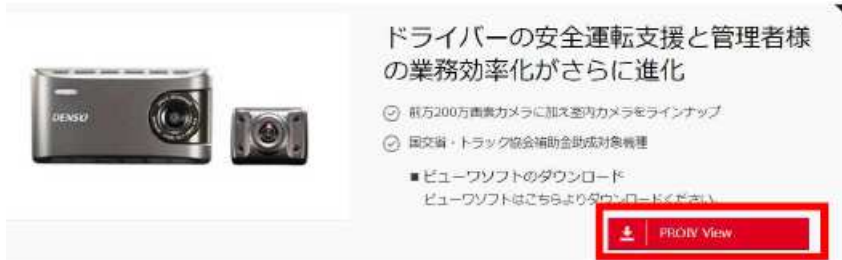 ドライバーの安全運転支援と管理者様
の業務効率化がさらに進化
DENSO
前方200万画素カメラに加え室内カメラをラインナップ
国交省・トラック協会補助金助成対象機種
■ビューワソフトのダウンロード
ビューワソフトはこちらよりダウンロードください。
PROIV View